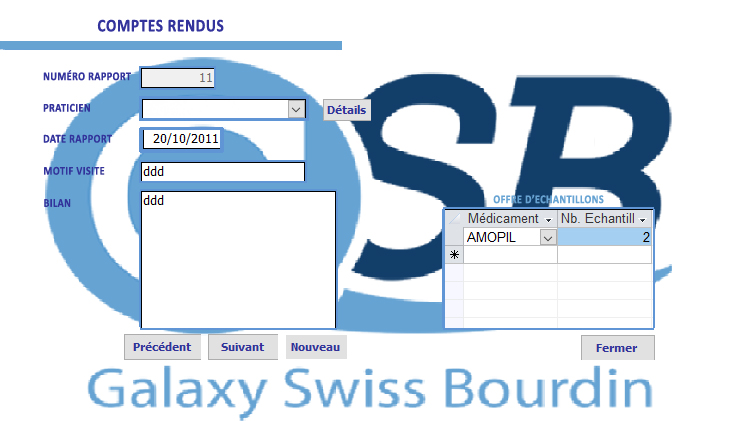 COMPTES RENDUS
NUMÉRO RAPPORT 11
PRATICIEN Détails
DATE RAPPORT 20/10/2011
MOTIF VISITE ddd
BILAN ddd
OFFRE D'ECHANTILLONS
Médicament Nb. Echantill
AMOPIL 2
Précédent Suivant Nouveau Fermer
GSB
Galaxy Swiss Bourdin